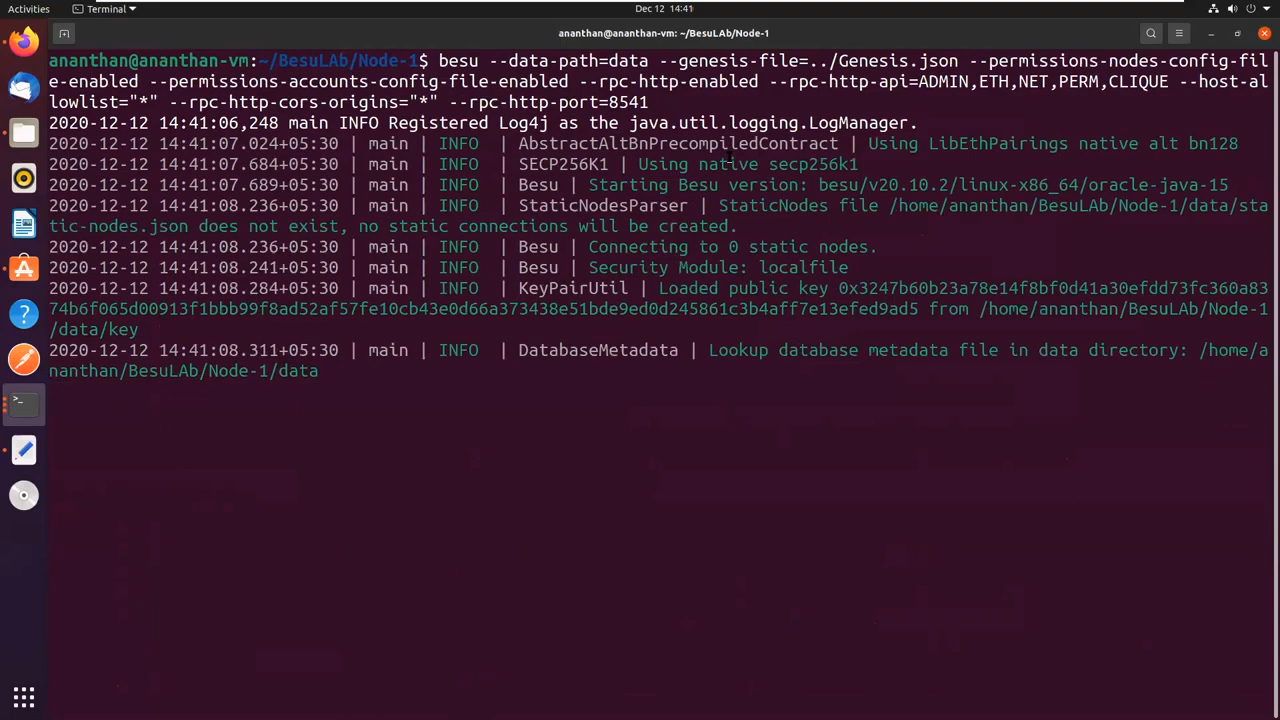 Activities
Terminal
Dec 12 14:41
ananthan@ananthan-vm: ~/BesuLAb/Node-1
ananthan@ananthan-vm:~/BesuLAb/Node-1$ besu --data-path=data --genesis-file=../Genesis.json --permissions-nodes-config-fil
e-enabled --permissions-accounts-config-file-enabled --rpc-http-enabled --rpc-http-api=ADMIN,ETH,NET,PERM,CLIQUE --host-al
lowlist="*" --rpc-http-cors-origins="*" --rpc-http-port=8541
2020-12-12 14:41:06,248 main INFO Registered Log4j as the java.util.logging.LogManager.
2020-12-12 14:41:07.024+05:30 | main | INFO  | AbstractAltBnPrecompiledContract | Using LibEthPairings native alt bn128
2020-12-12 14:41:07.684+05:30 | main | INFO  | SECP256K1 | Using native secp256k1
2020-12-12 14:41:07.689+05:30 | main | INFO  | Besu | Starting Besu version: besu/v20.10.2/linux-x86_64/oracle-java-15
2020-12-12 14:41:08.236+05:30 | main | INFO  | StaticNodesParser | StaticNodes file /home/ananthan/BesuLAb/Node-1/data/sta
tic-nodes.json does not exist, no static connections will be created.
2020-12-12 14:41:08.236+05:30 | main | INFO  | Besu | Connecting to 0 static nodes.
2020-12-12 14:41:08.241+05:30 | main | INFO  | Besu | Security Module: localfile
2020-12-12 14:41:08.284+05:30 | main | INFO  | KeyPairUtil | Loaded public key 0x3247b60b23a78e14f8bf0d41a30efdd73fc360a83
74b6f065d00913f1bbb99f8ad52af57fe10cb43e0d66a373438e51bde9ed0d245861c3b4aff7e13efed9ad5 from /home/ananthan/BesuLAb/Node-1
/data/key
2020-12-12 14:41:08.311+05:30 | main | INFO  | DatabaseMetadata | Lookup database metadata file in data directory: /home/a
nanthan/BesuLAb/Node-1/data